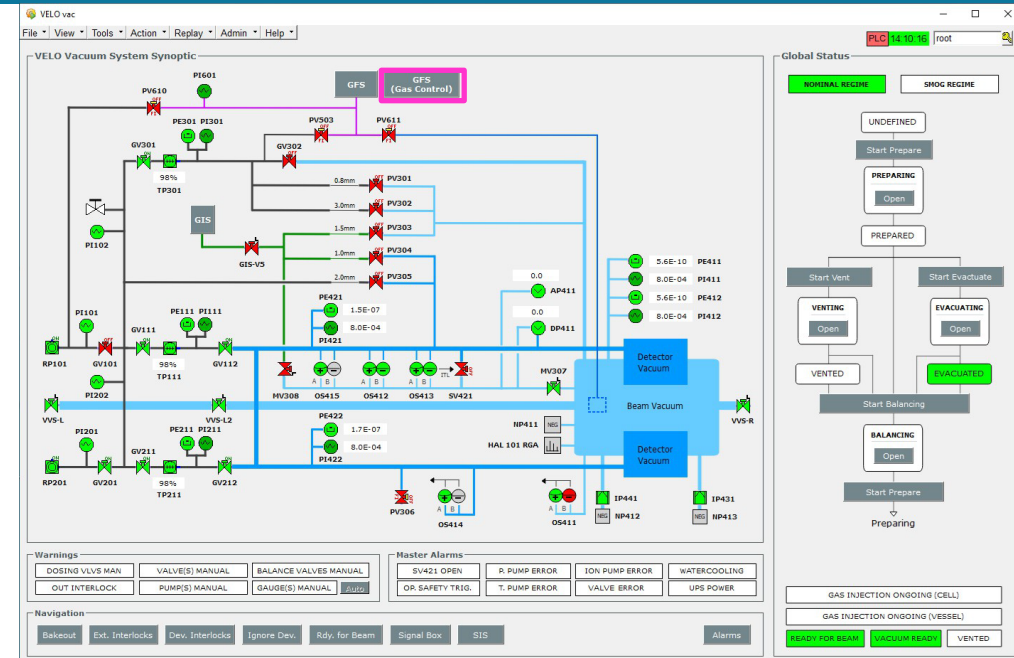 VELO vac
File View Tools Action Replay Admin Help
PLC 14:10:16 root
VELO Vacuum System Synoptic
PI601
GFS
GFS
(Gas Control)
PV610
PE301 PI301
PV503
PV611
GV301
GV302
98%
TP301
0.8mm PV301
3.0mm PV302
1.5mm PV303
1.0mm PV304
2.0mm PV305
GIS
GIS-V5
PI102
PE421
1.5E-07
8.0E-04
PI421
0.0
AP411
0.0
DP411
5.6E-10 PE411
8.0E-04 PI411
5.6E-10 PE412
8.0E-04 PI412
PI101
PE111 PI111
GV111
RP101
GV101
98%
TP111
GV112
PI202
MV308
A B
OS415
A B
OS412
A B
OS413
ITL
SV421
MV307
Detector
Vacuum
Beam Vacuum
Detector
Vacuum
VVS-L
VVS-L2
VVS-R
PE422
1.7E-07
8.0E-04
PI422
NP411 NEG
HAL 101 RGA
PI201
PE211 PI211
GV211
RP201
GV201
98%
TP211
GV212
PV306
A B
OS414
A B
OS411
IP441
NEG NP412
IP431
NEG NP413
Warnings
DOSING VLVS MAN VALVE(S) MANUAL BALANCE VALVES MANUAL
OUT INTERLOCK PUMP(S) MANUAL GAUGE(S) MANUAL Auto
Master Alarms
SV421 OPEN P. PUMP ERROR ION PUMP ERROR WATERCOOLING
OP. SAFETY TRIG. T. PUMP ERROR VALVE ERROR UPS POWER
Navigation
Bakeout Ext. Interlocks Dev. Interlocks Ignore Dev. Rdy. for Beam Signal Box SIS Alarms
Global Status
NOMINAL REGIME SMOG REGIME
UNDEFINED
Start Prepare
PREPARING
Open
PREPARED
Start Vent Start Evactuate
VENTING EVACUATING
Open Open
VENTED EVACUATED
Start Balancing
BALANCING
Open
Start Prepare
Preparing
GAS INJECTION ONGOING (CELL)
GAS INJECTION ONGOING (VESSEL)
READY FOR BEAM VACUUM READY VENTED